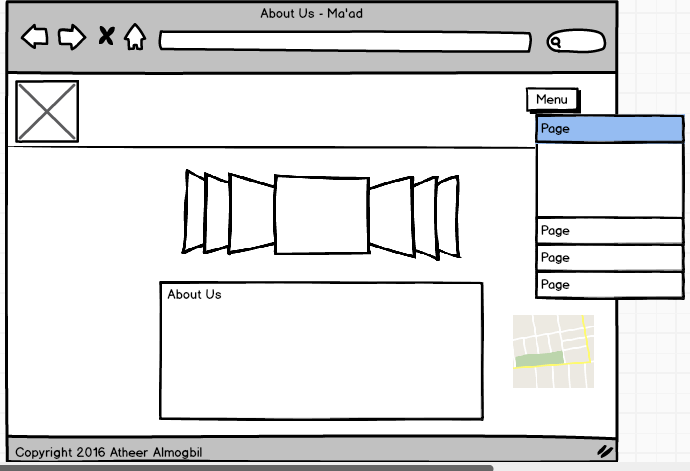 About Us - Ma'ad
Menu
Page
Page
Page
Page
About Us
Copyright 2016 Atheer Almogbil